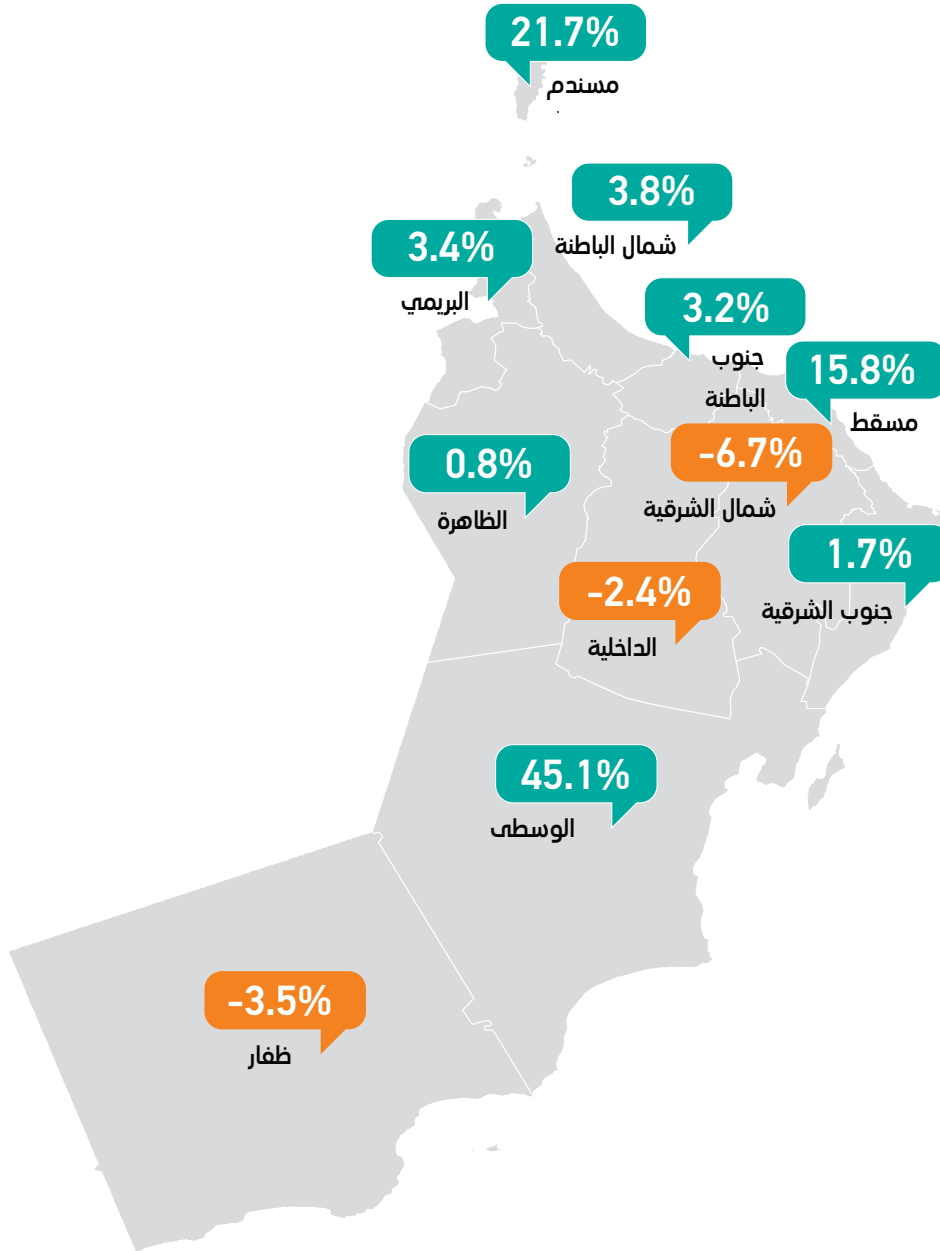 21.7%
مسندم
3.8%
شمال الباطنة
3.4%
البريمي
3.2%
جنوب
الباطنة
15.8%
مسقط
-6.7%
شمال الشرقية
0.8%
الظاهرة
1.7%
جنوب الشرقية
-2.4%
الداخلية
45.1%
الوسطى
-3.5%
ظفار